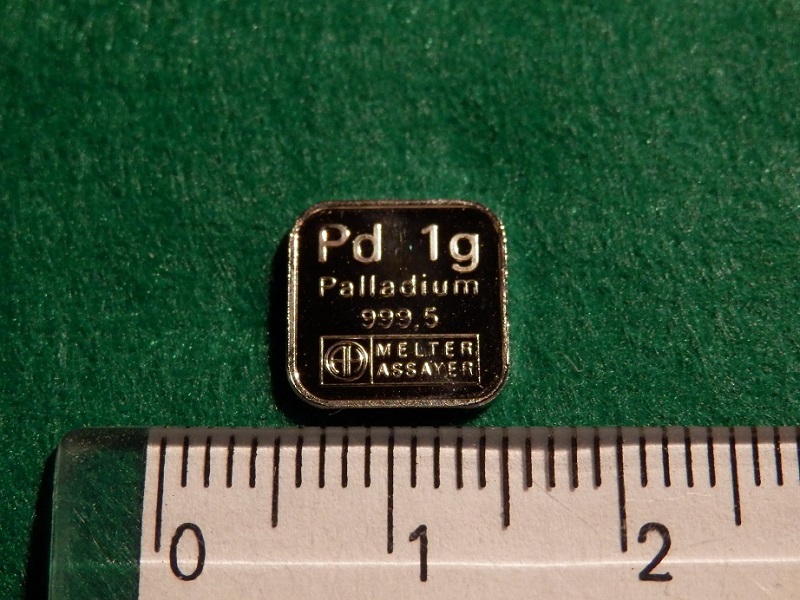 Pd 1g
Palladium
999.5
MELTER
ASSAYER
0 1 2